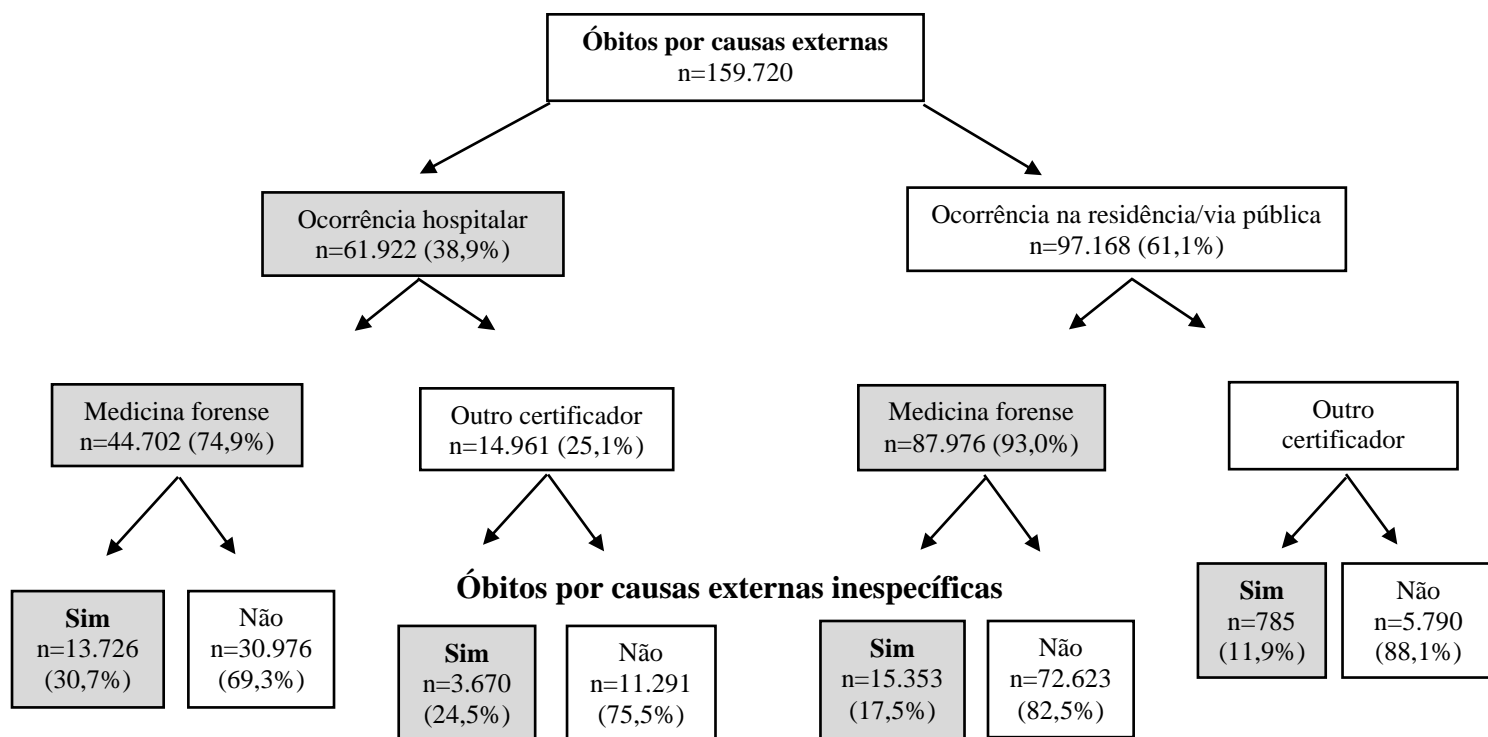 Óbitos por causas externas
n=159.720
Ocorrência hospitalar
n=61.922 (38,9%)
Ocorrência na residência/via pública
n=97.168 (61,1%)
Medicina forense
n=44.702 (74,9%)
Outro certificador
n=14.961 (25,1%)
Medicina forense
n=87.976 (93,0%)
Outro
certificador
Óbitos por causas externas inespecíficas
Sim
n=13.726
(30,7%)
Não
n=30.976
(69,3%)
Sim
n=3.670
(24,5%)
Não
n=11.291
(75,5%)
Sim
n=15.353
(17,5%)
Não
n=72.623
(82,5%)
Sim
n=785
(11,9%)
Não
n=5.790
(88,1%)